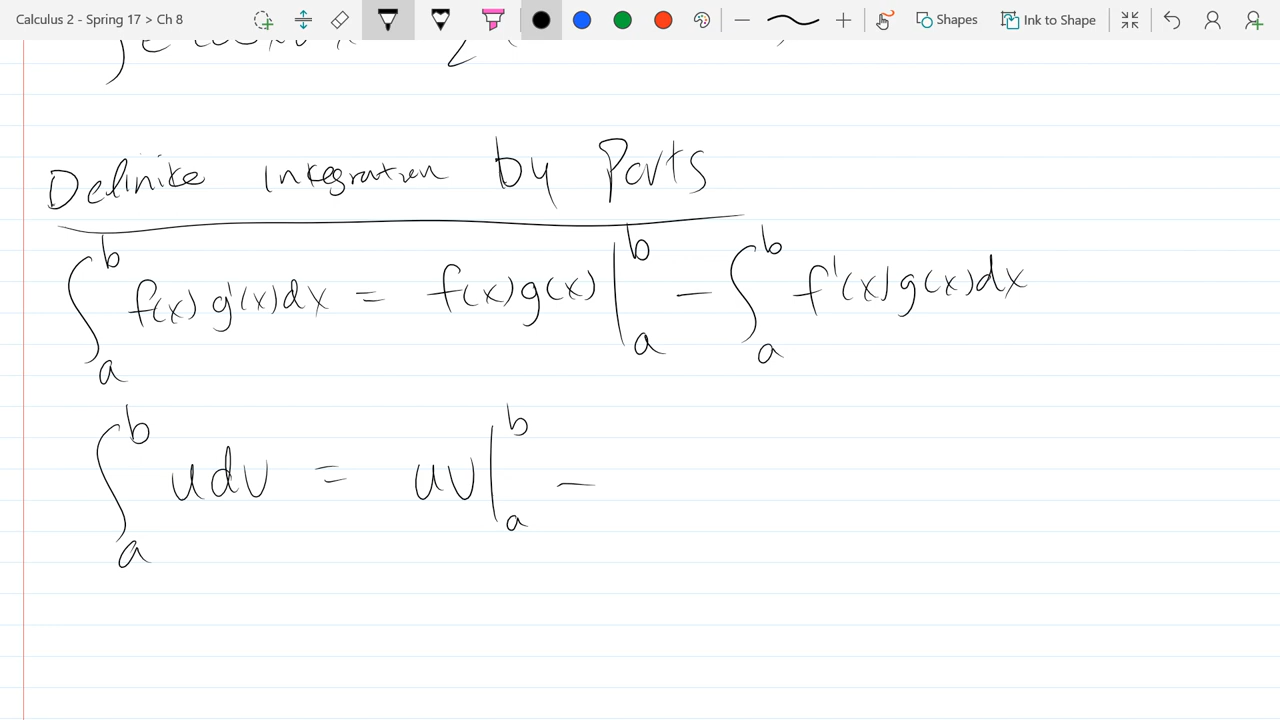 Calculus 2 - Spring 17 > Ch 8
Shapes
Ink to Shape
Definite Integration by Parts
∫_a^b f(x) g'(x)dx = f(x)g(x) |_a^b - ∫_a^b f'(x)g(x)dx
∫_a^b u dv = uv |_a^b -